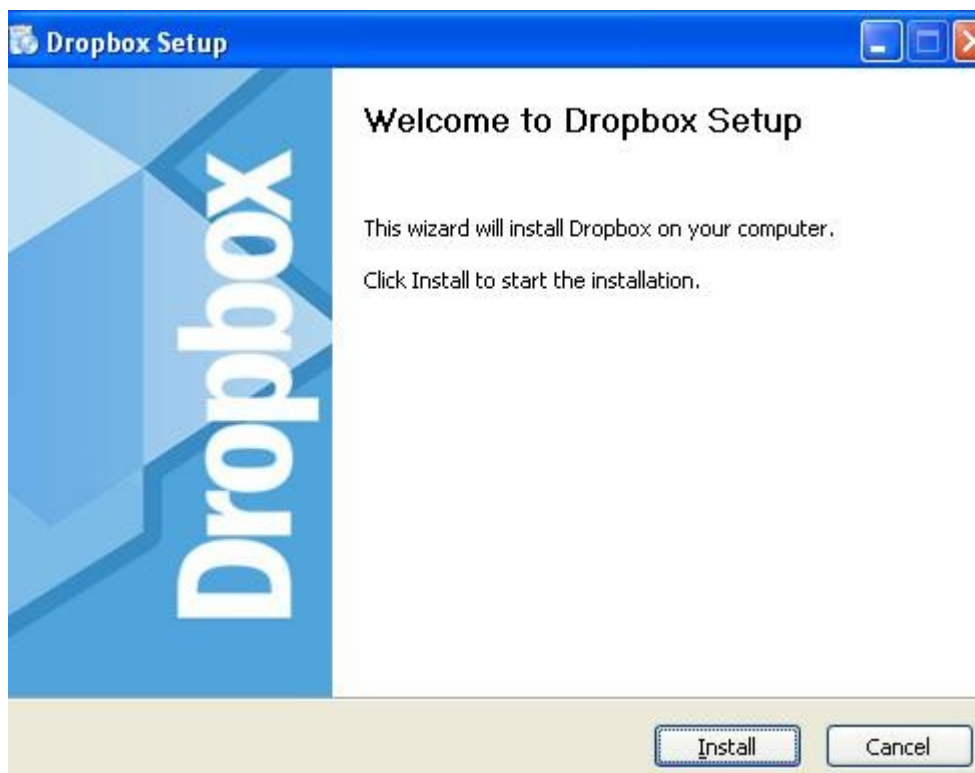 Dropbox Setup
Dropbox
Welcome to Dropbox Setup
This wizard will install Dropbox on your computer.
Click Install to start the installation.
Install
Cancel